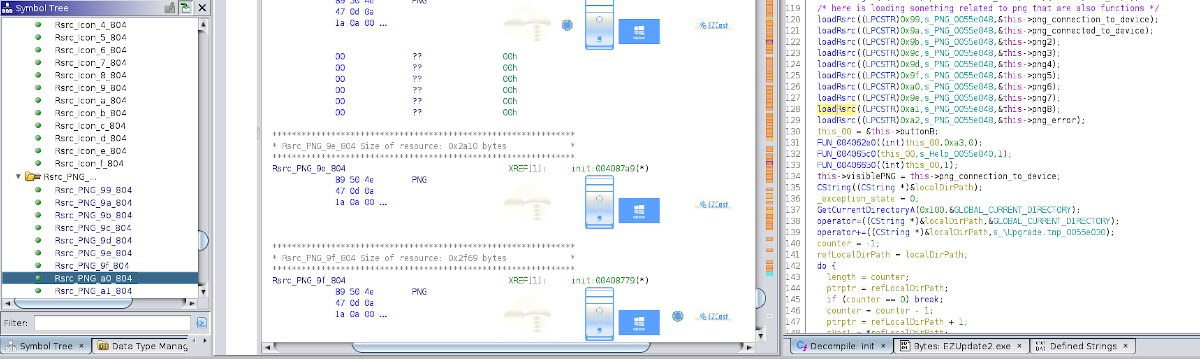 Symbol Tree
Rsrc_Icon_4_804
Rsrc_Icon_5_804
Rsrc_Icon_6_804
Rsrc_Icon_7_804
Rsrc_Icon_8_804
Rsrc_Icon_9_804
Rsrc_Icon_a_804
Rsrc_Icon_b_804
Rsrc_Icon_c_804
Rsrc_Icon_d_804
Rsrc_Icon_e_804
Rsrc_Icon_f_804
Rsrc_PNG_...
Rsrc_PNG_99_804
Rsrc_PNG_9a_804
Rsrc_PNG_9b_804
Rsrc_PNG_9c_804
Rsrc_PNG_9d_804
Rsrc_PNG_9e_804
Rsrc_PNG_9f_804
Rsrc_PNG_a0_804
Rsrc_PNG_a1_804
Filter:
Symbol Tree × Data Type Manag
89 50 4e PNG
47 0d 0a
1a 0a 00 ...
EZCast
00 ?? 00h
00 ?? 00h
00 ?? 00h
00 ?? 00h
00 ?? 00h
00 ?? 00h
**************************************************************
* Rsrc_PNG_9e_804 Size of resource: 0x2a10 bytes *
**************************************************************
Rsrc_PNG_9e_804 XREF[1]: init:004087a9(*)
89 50 4e PNG
47 0d 0a
1a 0a 00 ...
EZCast
**************************************************************
* Rsrc_PNG_9f_804 Size of resource: 0x2f69 bytes *
**************************************************************
Rsrc_PNG_9f_804 XREF[1]: init:00408779(*)
89 50 4e PNG
47 0d 0a
1a 0a 00 ...
EZCast
119 /* here is loading something related to png that are also functions */
120 loadRsrc((LPCSTR)0x99,s_PNG_0055e048,&this->png_connection_to_device);
121 loadRsrc((LPCSTR)0x9a,s_PNG_0055e048,&this->png_connected_to_device);
122 loadRsrc((LPCSTR)0x9b,s_PNG_0055e048,&this->png2);
123 loadRsrc((LPCSTR)0x9c,s_PNG_0055e048,&this->png3);
124 loadRsrc((LPCSTR)0x9d,s_PNG_0055e048,&this->png4);
125 loadRsrc((LPCSTR)0x9f,s_PNG_0055e048,&this->png5);
126 loadRsrc((LPCSTR)0xa0,s_PNG_0055e048,&this->png6);
127 loadRsrc((LPCSTR)0x9e,s_PNG_0055e048,&this->png7);
128 loadRsrc((LPCSTR)0xa1,s_PNG_0055e048,&this->png8);
129 loadRsrc((LPCSTR)0xa2,s_PNG_0055e048,&this->png_error);
130 this_00 = &this->buttonB;
131 FUN_004062e0((int)this_00,0xa3,0);
132 FUN_004065c0(this_00,s_Help_0055e040,1);
133 FUN_00406650((int)this_00,1);
134 this->visiblePNG = this->png_connection_to_device;
135 CString((CString *)&localDirPath);
136 _exception_state = 0;
137 GetCurrentDirectoryA(0x100,&GLOBAL_CURRENT_DIRECTORY);
138 operator=((CString *)&localDirPath,&GLOBAL_CURRENT_DIRECTORY);
139 operator+=((CString *)&localDirPath,s_\Upgrade.tmp_0055e030);
140 counter = -1;
141 refLocalDirPath = localDirPath;
142 do {
143 length = counter;
144 ptrptr = refLocalDirPath;
145 if (counter == 0) break;
146 counter = counter - 1;
147 ptrptr = refLocalDirPath + 1;
Decompile: init × Bytes: EZUpdate2.exe × Defined Strings ×